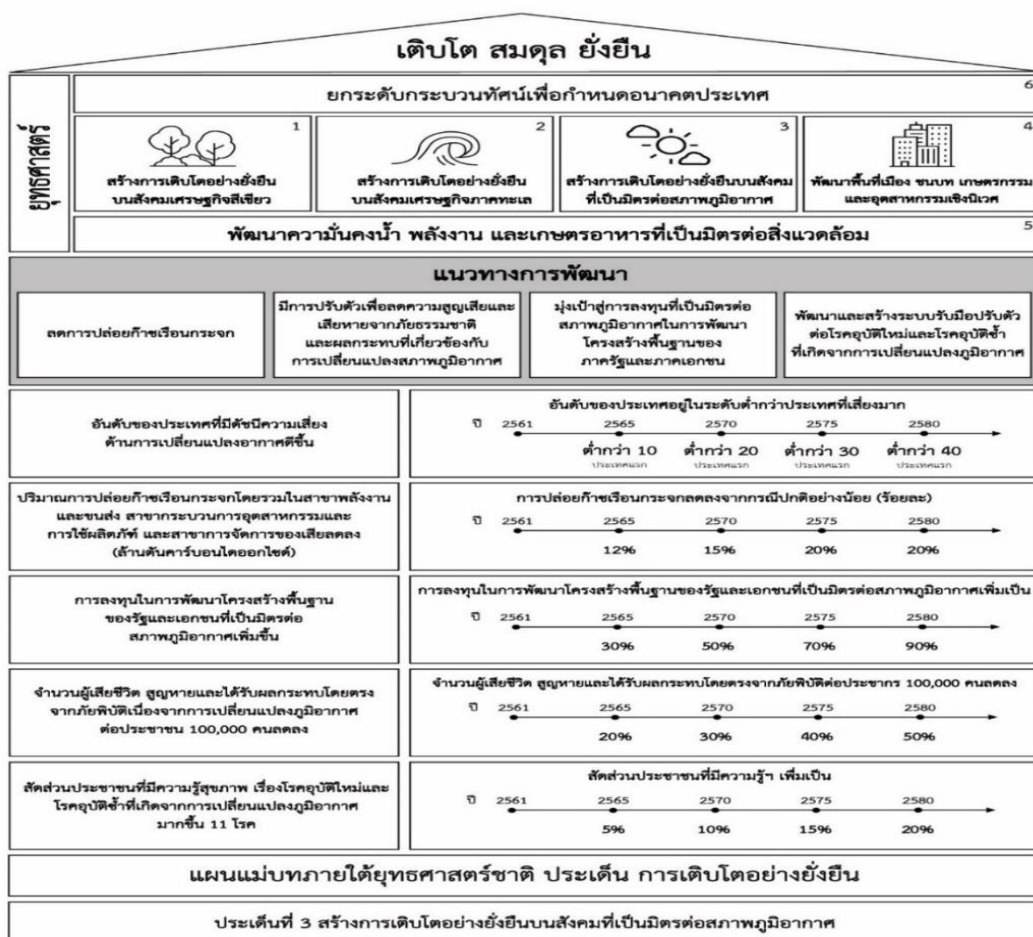 เติบโต สมดุล ยั่งยืน
ยุทธศาสตร์
ยกระดับกระบวนทัศน์เพื่อกำหนดอนาคตประเทศ
6
1
สร้างการเติบโตอย่างยั่งยืน
บนสังคมเศรษฐกิจสีเขียว
2
สร้างการเติบโตอย่างยั่งยืน
บนสังคมเศรษฐกิจภาคทะเล
3
สร้างการเติบโตอย่างยั่งยืนบนสังคม
ที่เป็นมิตรต่อสภาพภูมิอากาศ
4
พัฒนาพื้นที่เมือง ชนบท เกษตรกรรม
และอุตสาหกรรมเชิงนิเวศ
พัฒนาความั่นคงน้ำ พลังงาน และเกษตรอาหารที่เป็นมิตรต่อสิ่งแวดล้อม
5
แนวทางการพัฒนา
ลดการปล่อยก๊าซเรือนกระจก
มีการปรับตัวเพื่อลดความสูญเสียและ
เสียหายจากภัยธรรมชาติ
และผลกระทบที่เกี่ยวข้องกับ
การเปลี่ยนแปลงสภาพภูมิอากาศ
มุ่งเป้าสู่การลงทุนที่เป็นมิตรต่อ
สภาพภูมิอากาศในการพัฒนา
โครงสร้างพื้นฐานของ
ภาครัฐและภาคเอกชน
พัฒนาและสร้างระบบรับมือปรับตัว
ต่อโรคอุบัติใหม่และโรคอุบัติซ้ำ
ที่เกิดจากการเปลี่ยนแปลงภูมิอากาศ
อันดับของประเทศที่มีดัชนีความเสี่ยง
ด้านการเปลี่ยนแปลงอากาศดีขึ้น
อันดับของประเทศอยู่ในระดับต่ำกว่าประเทศที่เสี่ยงมาก
ปี 2561 2565 2570 2575 2580
ต่ำกว่า 10 ต่ำกว่า 20 ต่ำกว่า 30 ต่ำกว่า 40
ประเทศแรก ประเทศแรก ประเทศแรก ประเทศแรก
ปริมาณการปล่อยก๊าซเรือนกระจกโดยรวมในสาขาพลังงาน
และขนส่ง สาขากระบวนการอุตสาหกรรมและ
การใช้ผลิตภัฑ์ และสาขาการจัดการของเสียลดลง
(ล้านตันคาร์บอนไดออกไซด์)
การปล่อยก๊าซเรือนกระจกลดลงจากกรณีปกติอย่างน้อย (ร้อยละ)
ปี 2561 2565 2570 2575 2580
12% 15% 20% 20%
การลงทุนในการพัฒนาโครงสร้างพื้นฐาน
ของรัฐและเอกชนที่เป็นมิตรต่อ
สภาพภูมิอากาศเพิ่มขึ้น
การลงทุนในการพัฒนาโครงสร้างพื้นฐานของรัฐและเอกชนที่เป็นมิตรต่อสภาพภูมิอากาศเพิ่มเป็น
ปี 2561 2565 2570 2575 2580
30% 50% 70% 90%
จำนวนผู้เสียชีวิต สูญหายและได้รับผลกระทบโดยตรง
จากภัยพิบัติเนื่องจากการเปลี่ยนแปลงภูมิอากาศ
ต่อประชาชน 100,000 คนลดลง
จำนวนผู้เสียชีวิต สูญหายและได้รับผลกระทบโดยตรงจากภัยพิบัติต่อประชากร 100,000 คนลดลง
ปี 2561 2565 2570 2575 2580
20% 30% 40% 50%
สัดส่วนประชาชนที่มีความรู้สุขภาพ เรื่องโรคอุบัติใหม่และ
โรคอุบัติซ้ำที่เกิดจากการเปลี่ยนแปลงภูมิอากาศ
มากขึ้น 11 โรค
สัดส่วนประชาชนที่มีความรู้ฯ เพิ่มเป็น
ปี 2561 2565 2570 2575 2580
5% 10% 15% 20%
แผนแม่บทภายใต้ยุทธศาสตร์ชาติ ประเด็น การเติบโตอย่างยั่งยืน
ประเด็นที่ 3 สร้างการเติบโตอย่างยั่งยืนบนสังคมที่เป็นมิตรต่อสภาพภูมิอากาศ